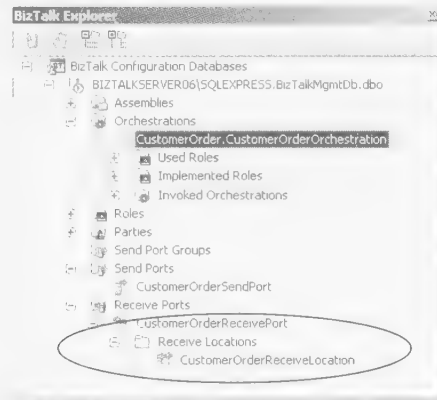 BizTalk Explorer
BizTalk Configuration Databases
BIZTALKSERVER06\SQLEXPRESS.BizTalkMgmtDb.dbo
Assemblies
Orchestrations
CustomerOrder.CustomerOrderOrchestration
Used Roles
Implemented Roles
Invoked Orchestrations
Roles
Parties
Send Port Groups
Send Ports
CustomerOrderSendPort
Receive Ports
CustomerOrderReceivePort
Receive Locations
CustomerOrderReceiveLocation